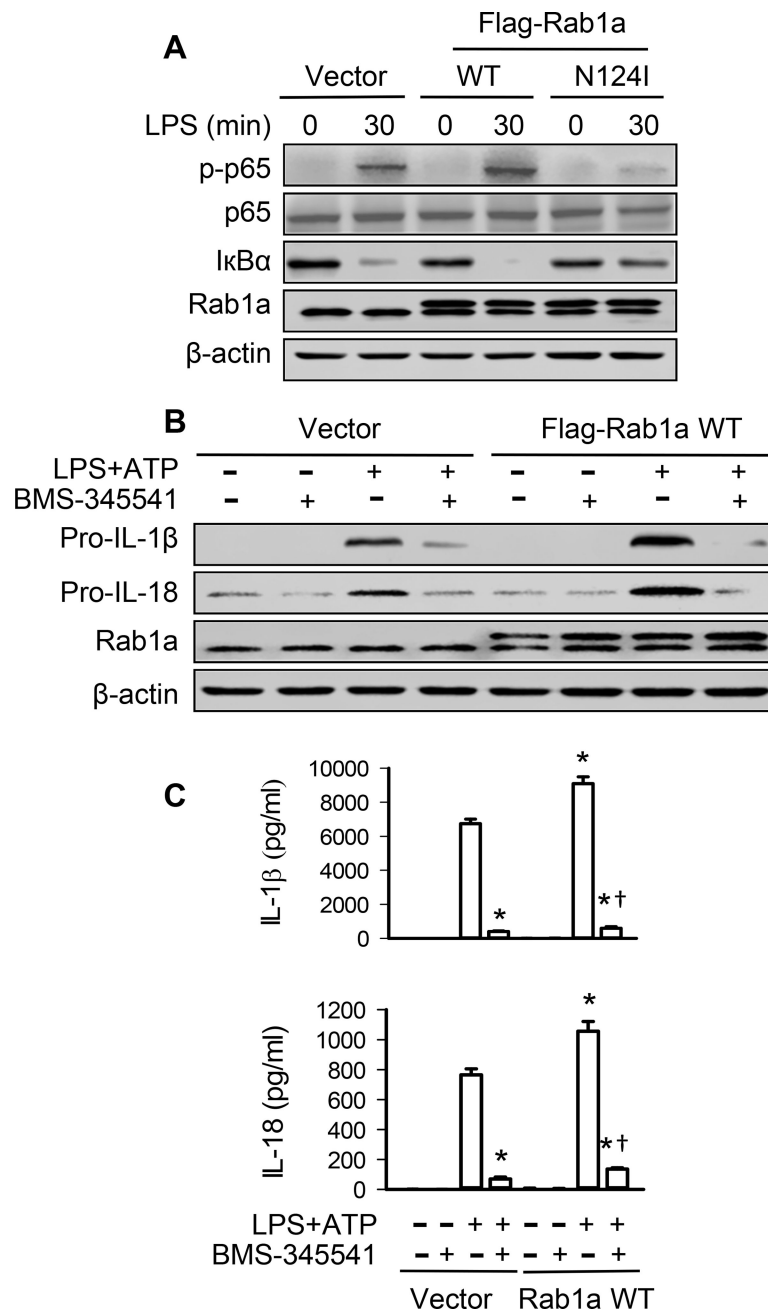 A
Flag-Rab1a
Vector WT N124I
LPS (min) 0 30 0 30 0 30
p-p65
p65
IκBα
Rab1a
β-actin
B
Vector Flag-Rab1a WT
LPS+ATP - - + + - - + +
BMS-345541 - + - + - + - +
Pro-IL-1β
Pro-IL-18
Rab1a
β-actin
C
IL-1β (pg/ml)
10000
8000
6000
4000
2000
0
* * * †
IL-18 (pg/ml)
1200
1000
800
600
400
200
0
* * * †
LPS+ATP - - + + - - + +
BMS-345541 - + - + - + - +
Vector Rab1a WT